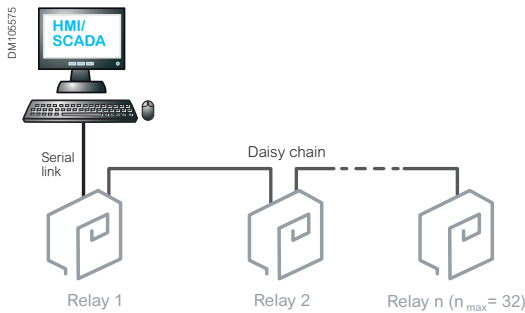 DM105575
HMI/
SCADA
Serial
link
Daisy chain
Relay 1
Relay 2
Relay n (n max= 32)